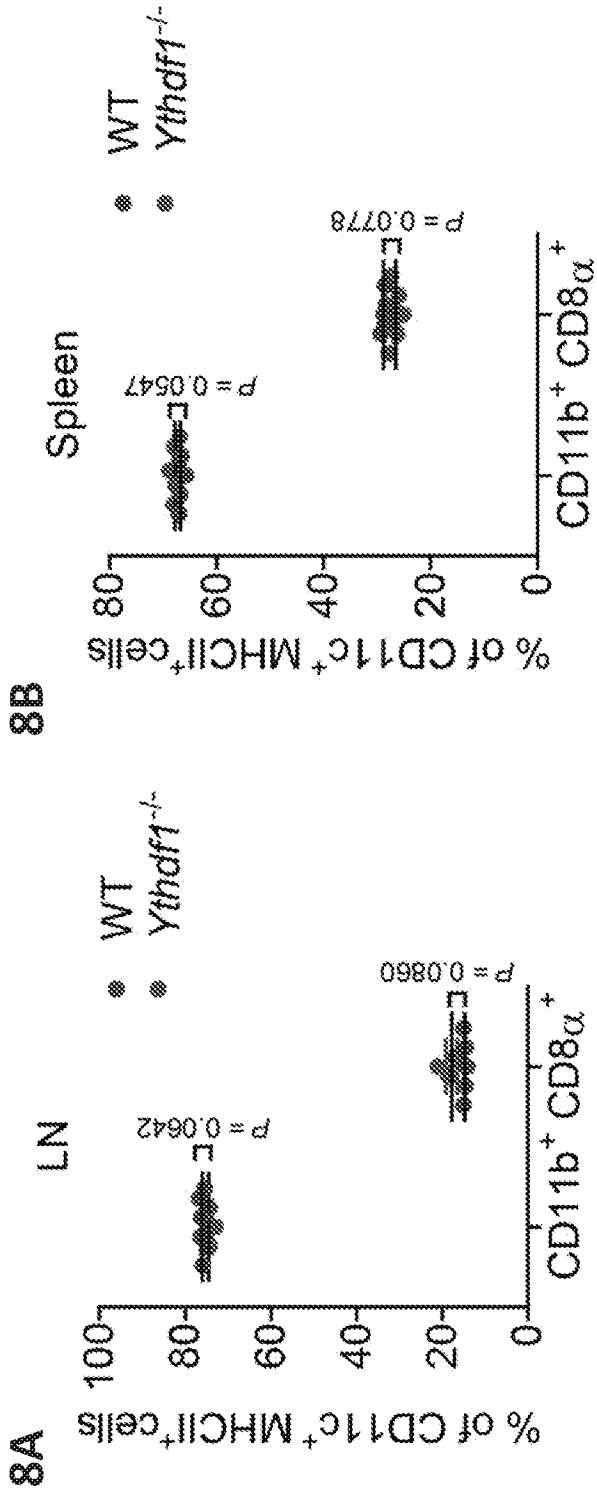 8A
LN
WT
Ythdf1⁻/⁻
% of CD11c⁺ MHCII⁺cells
100
80
60
40
20
0
P = 0.0642
P = 0.0860
CD11b⁺ CD8α⁺
8B
Spleen
WT
Ythdf1⁻/⁻
% of CD11c⁺ MHCII⁺cells
80
60
40
20
0
P = 0.0547
P = 0.0778
CD11b⁺ CD8α⁺